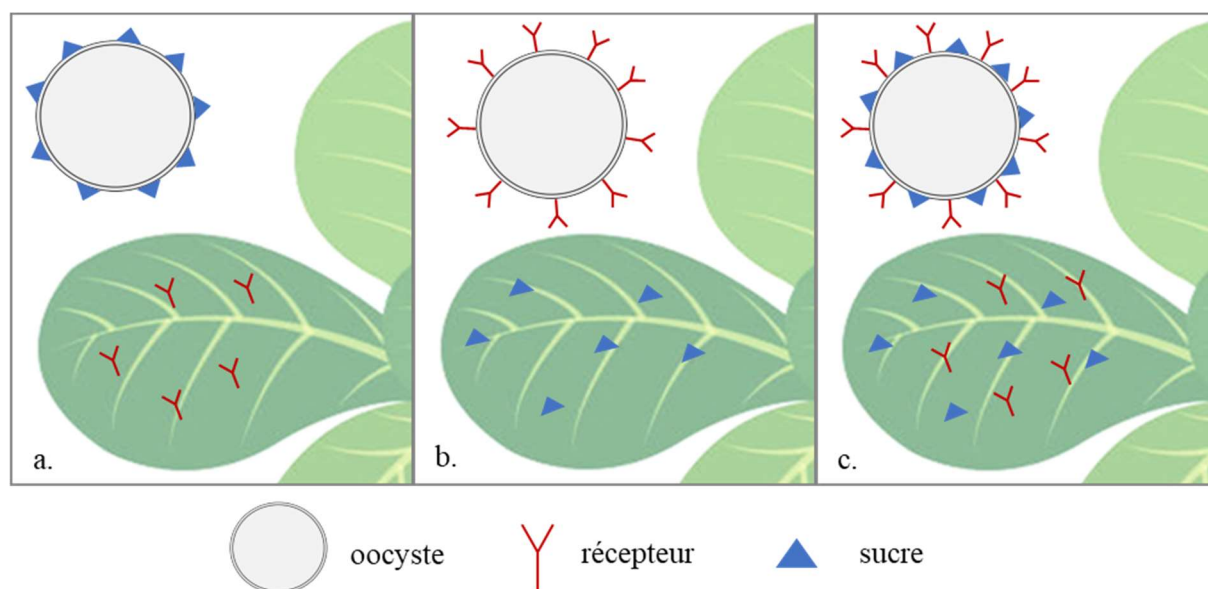 a.
b.
c.
oocyste
récepteur
sucre